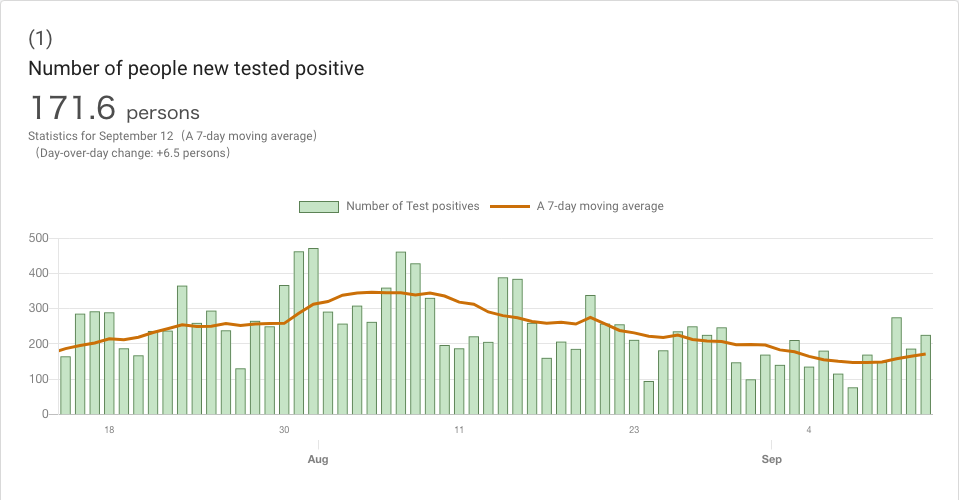 (1)
Number of people new tested positive
171.6 persons
Statistics for September 12（A 7-day moving average）
（Day-over-day change: +6.5 persons）
Number of Test positives A 7-day moving average
500
400
300
200
100
0
18 30 11 23 4
Aug Sep